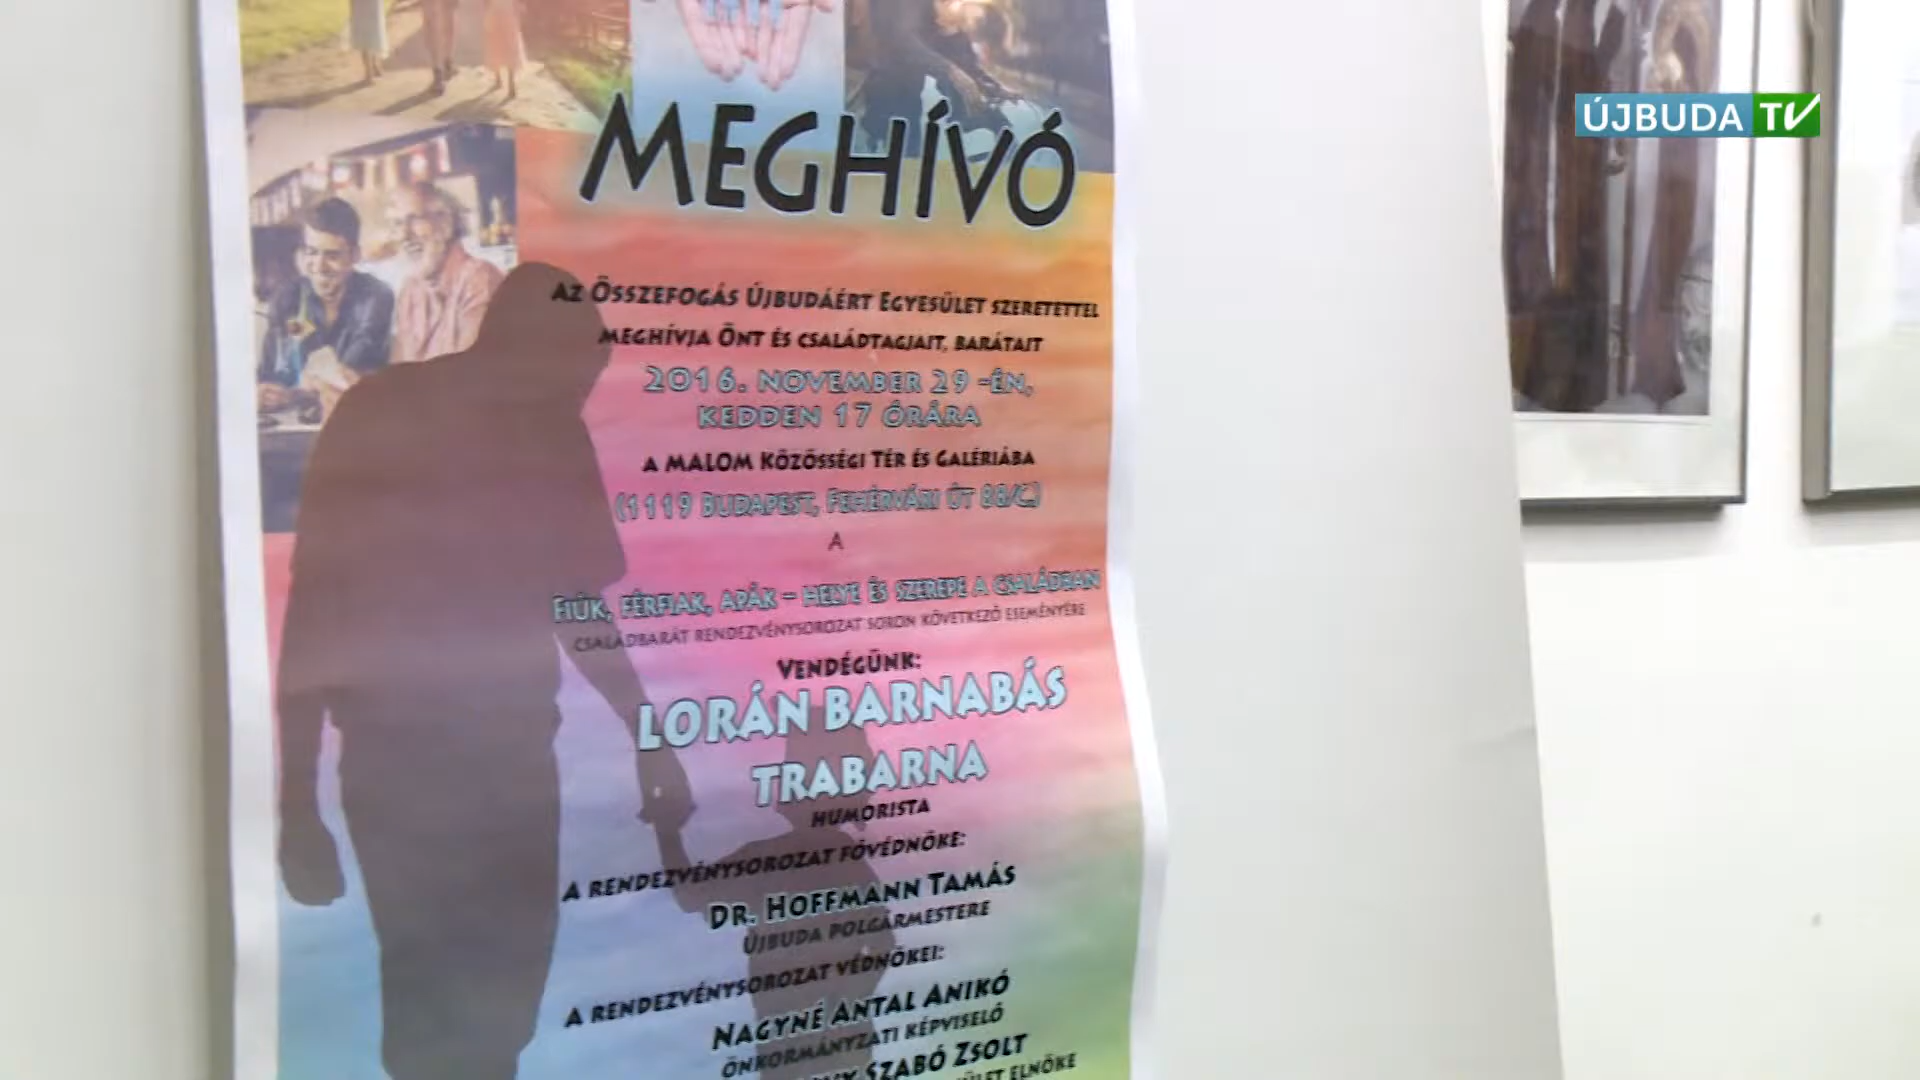 ÚJBUDA TV
MEGHÍVÓ
AZ ÖSSZEFOGÁS ÚJBUDÁÉRT EGYESÜLET SZERETETTEL
MEGHÍVJA ÖNT ÉS CSALÁDTAGJAIT, BARÁTAIT
2016. NOVEMBER 29 -ÉN,
KEDDEN 17 ÓRÁRA
A MALOM KÖZÖSSÉGI TÉR ÉS GALÉRIÁBA
(1119 BUDAPEST, FEHÉRVÁRI ÚT 88/C.)
A
FIÚK, FÉRFIAK, APÁK – HELYE ÉS SZEREPE A CSALÁDBAN
CSALÁDBARÁT RENDEZVÉNYSOROZAT SORON KÖVETKEZŐ ESEMÉNYÉRE
VENDÉGÜNK:
LORÁN BARNABÁS
TRABARNA
HUMORISTA
A RENDEZVÉNYSOROZAT FŐVÉDNÖKE:
DR. HOFFMANN TAMÁS
ÚJBUDA POLGÁRMESTERE
A RENDEZVÉNYSOROZAT VÉDNÖKEI:
NAGYNÉ ANTAL ANIKÓ
ÖNKORMÁNYZATI KÉPVISELŐ
SZABÓ ZSOLT
ELNÖKE